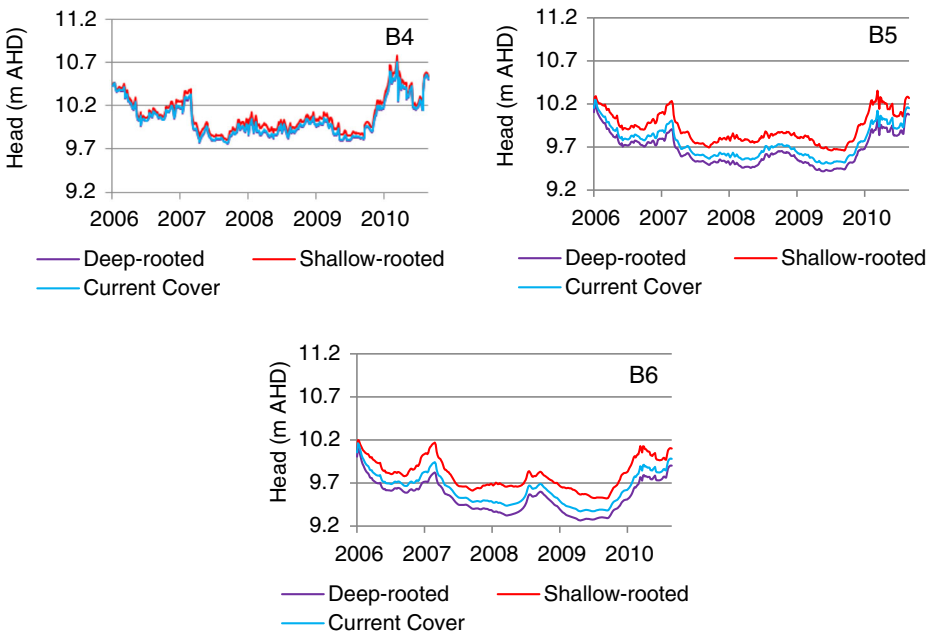 B4
Head (m AHD)
11.2
10.7
10.2
9.7
9.2
2006 2007 2008 2009 2010
Deep-rooted Shallow-rooted
Current Cover
B5
Head (m AHD)
11.2
10.7
10.2
9.7
9.2
2006 2007 2008 2009 2010
Deep-rooted Shallow-rooted
Current Cover
B6
Head (m AHD)
11.2
10.7
10.2
9.7
9.2
2006 2007 2008 2009 2010
Deep-rooted Shallow-rooted
Current Cover